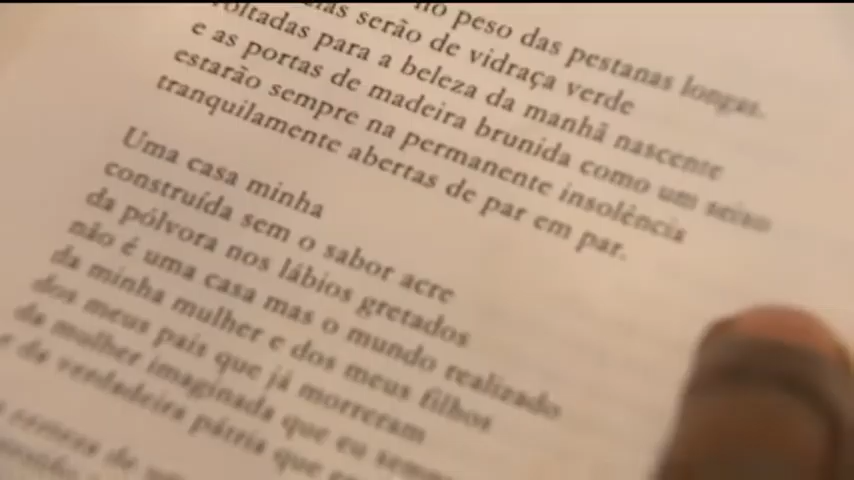 no peso das pestanas longas.
serão de vidraça verde
voltadas para a beleza da manhã nascente
e as portas de madeira brunida como um seixo
estarão sempre na permanente insolência
tranquilamente abertas de par em par.
Uma casa minha
construída sem o sabor acre
da pólvora nos lábios gretados
não é uma casa mas o mundo realizado
da minha mulher e dos meus filhos
dos meus pais que já morreram
da mulher imaginada que eu sempre
e da verdadeira pátria que
certeza de